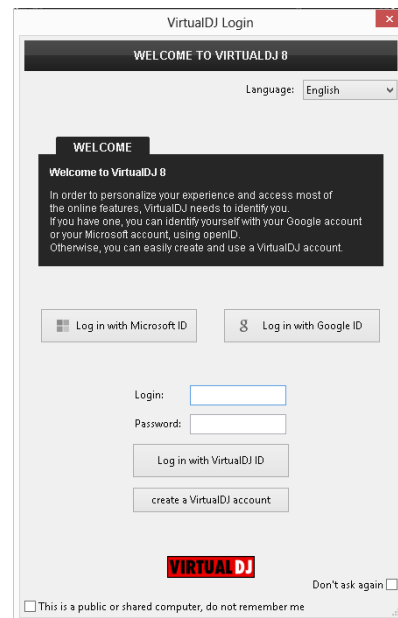 VirtualDJ Login
WELCOME TO VIRTUALDJ 8
Language: English
WELCOME
Welcome to VirtualDJ 8
In order to personalize your experience and access most of
the online features, VirtualDJ needs to identify you.
If you have one, you can identify yourself with your Google account
or your Microsoft account, using openID.
Otherwise, you can easily create and use a VirtualDJ account.
Log in with Microsoft ID
g Log in with Google ID
Login:
Password:
Log in with VirtualDJ ID
create a VirtualDJ account
VIRTUAL DJ
Don't ask again
This is a public or shared computer, do not remember me